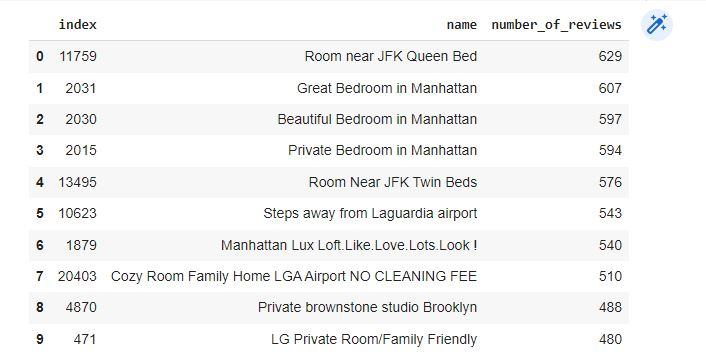 index name number_of_reviews
0 11759 Room near JFK Queen Bed 629
1 2031 Great Bedroom in Manhattan 607
2 2030 Beautiful Bedroom in Manhattan 597
3 2015 Private Bedroom in Manhattan 594
4 13495 Room Near JFK Twin Beds 576
5 10623 Steps away from Laguardia airport 543
6 1879 Manhattan Lux Loft.Like.Love.Lots.Look ! 540
7 20403 Cozy Room Family Home LGA Airport NO CLEANING FEE 510
8 4870 Private brownstone studio Brooklyn 488
9 471 LG Private Room/Family Friendly 480